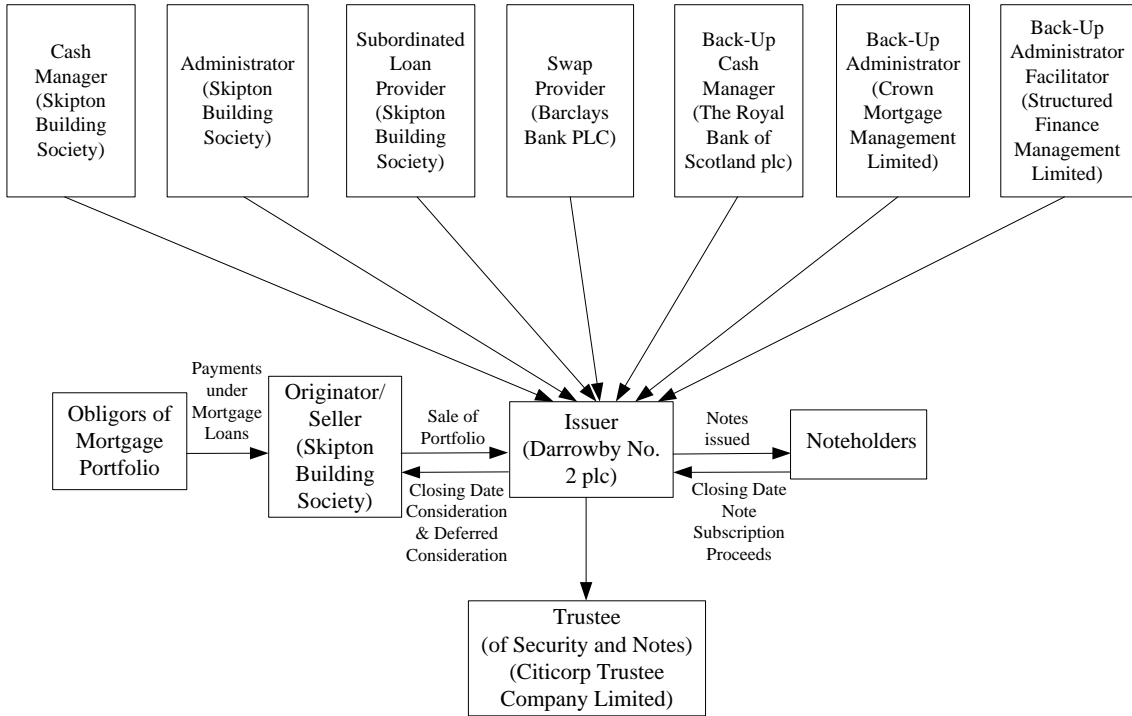 Cash
Manager
(Skipton
Building
Society)
Administrator
(Skipton
Building
Society)
Subordinated
Loan
Provider
(Skipton
Building
Society)
Swap
Provider
(Barclays
Bank PLC)
Back-Up
Cash
Manager
(The Royal
Bank of
Scotland plc)
Back-Up
Administrator
(Crown
Mortgage
Management
Limited)
Back-Up
Administrator
Facilitator
(Structured
Finance
Management
Limited)
Obligors of
Mortgage
Portfolio
Payments
under
Mortgage
Loans
Originator/
Seller
(Skipton
Building
Society)
Sale of
Portfolio
Closing Date
Consideration
& Deferred
Consideration
Issuer
(Darrowby No.
2 plc)
Notes
issued
Closing Date
Note
Subscription
Proceeds
Noteholders
Trustee
(of Security and Notes)
(Citicorp Trustee
Company Limited)